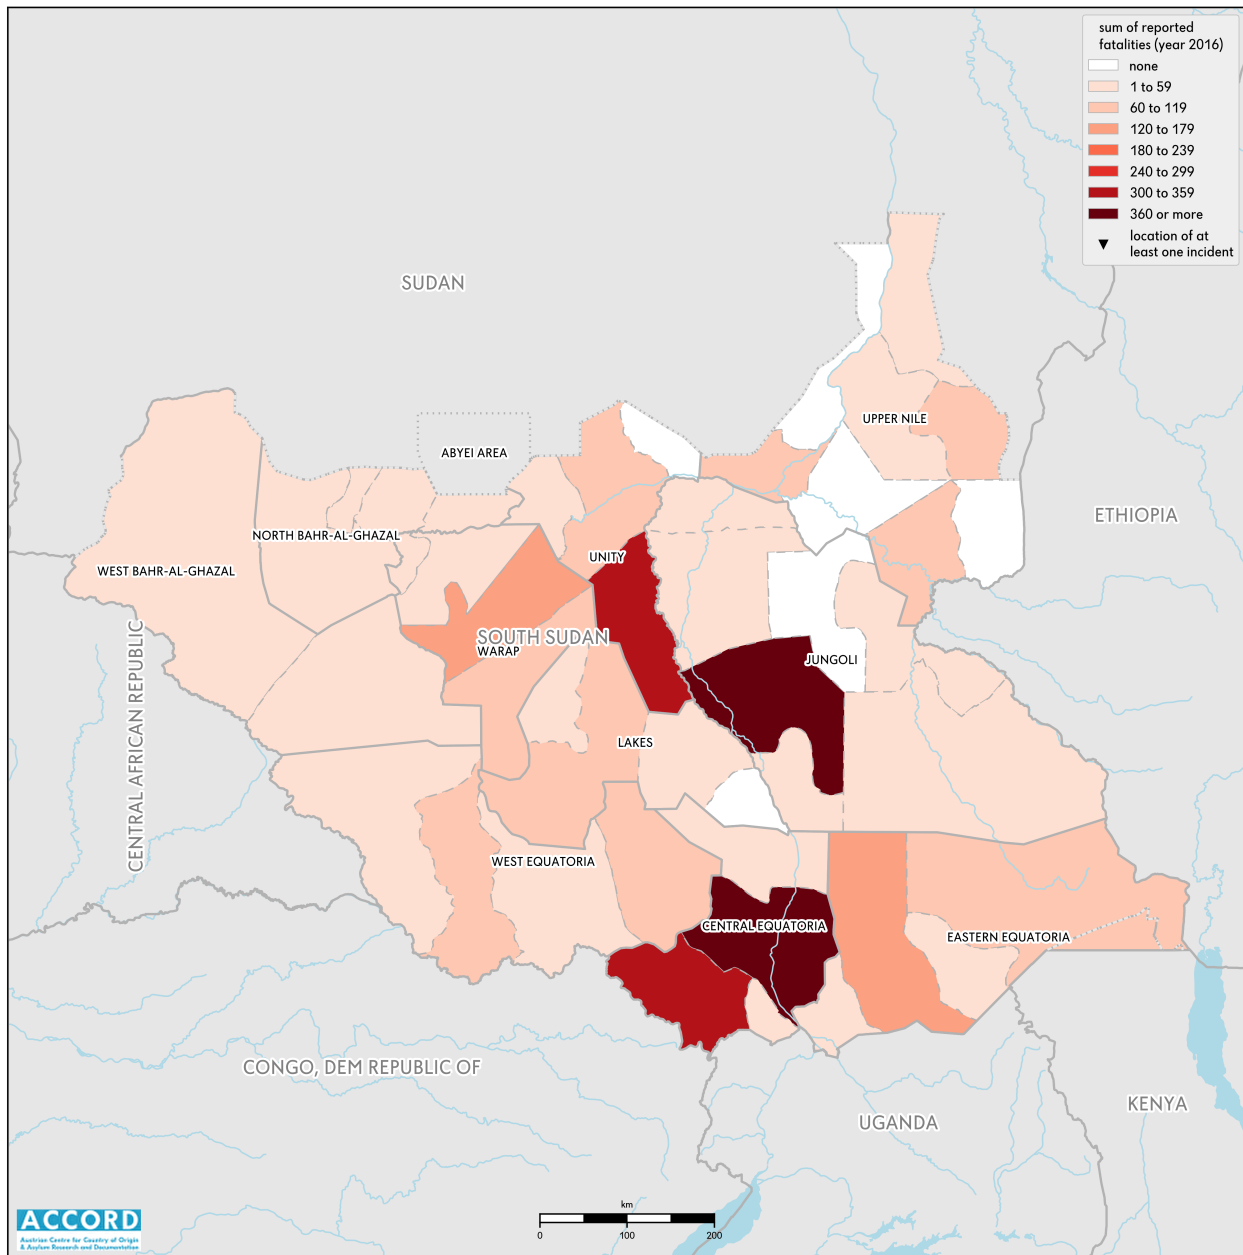 sum of reported
fatalities (year 2016)
none
1 to 59
60 to 119
120 to 179
180 to 239
240 to 299
300 to 359
360 or more
location of at
least one incident
SUDAN
UPPER NILE
ABYEI AREA
ETHIOPIA
NORTH BAHR-AL-GHAZAL
UNITY
WEST BAHR-AL-GHAZAL
SOUTH SUDAN
WARAP
JUNGOLI
CENTRAL AFRICAN REPUBLIC
LAKES
WEST EQUATORIA
CENTRAL EQUATORIA
EASTERN EQUATORIA
CONGO, DEM REPUBLIC OF
KENYA
UGANDA
km
0 100 200
ACCORD
Austrian Centre for Country of Origin
& Asylum Research and Documentation